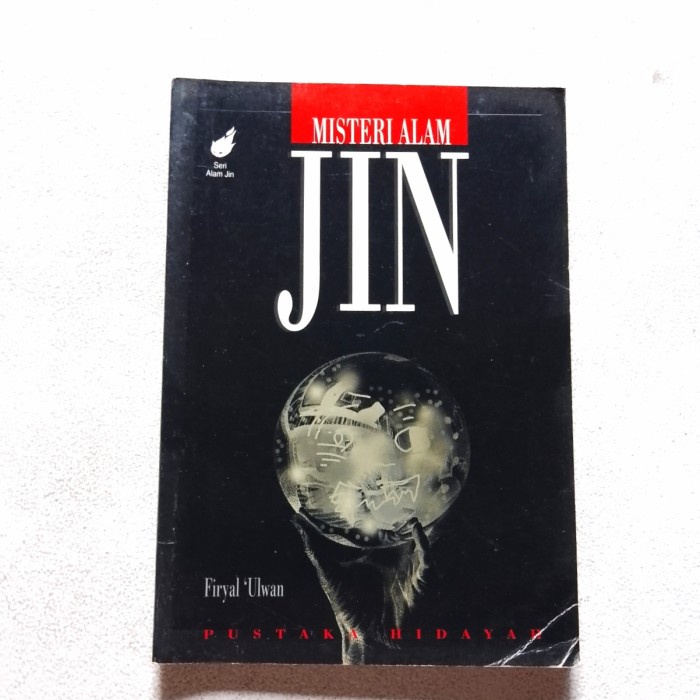 MISTERI ALAM
JIN
Seri
Alam Jin
Firyal 'Ulwan
PUSTAKA HIDAYAH